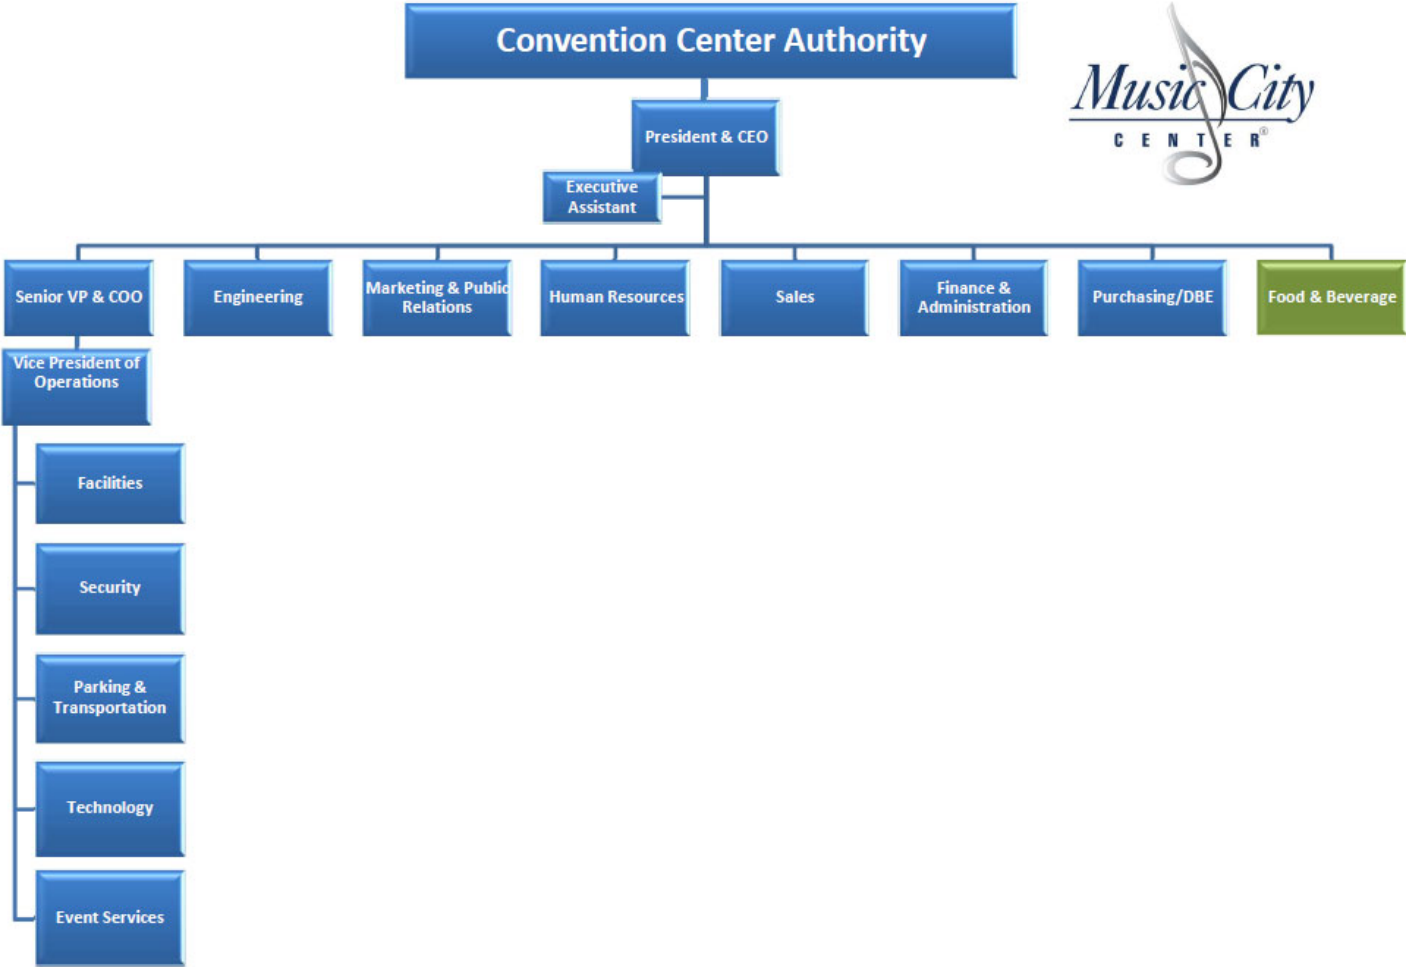 Convention Center Authority
Music City
CENTER®
President & CEO
Executive
Assistant
Senior VP & COO
Engineering
Marketing & Public
Relations
Human Resources
Sales
Finance &
Administration
Purchasing/DBE
Food & Beverage
Vice President of
Operations
Facilities
Security
Parking &
Transportation
Technology
Event Services